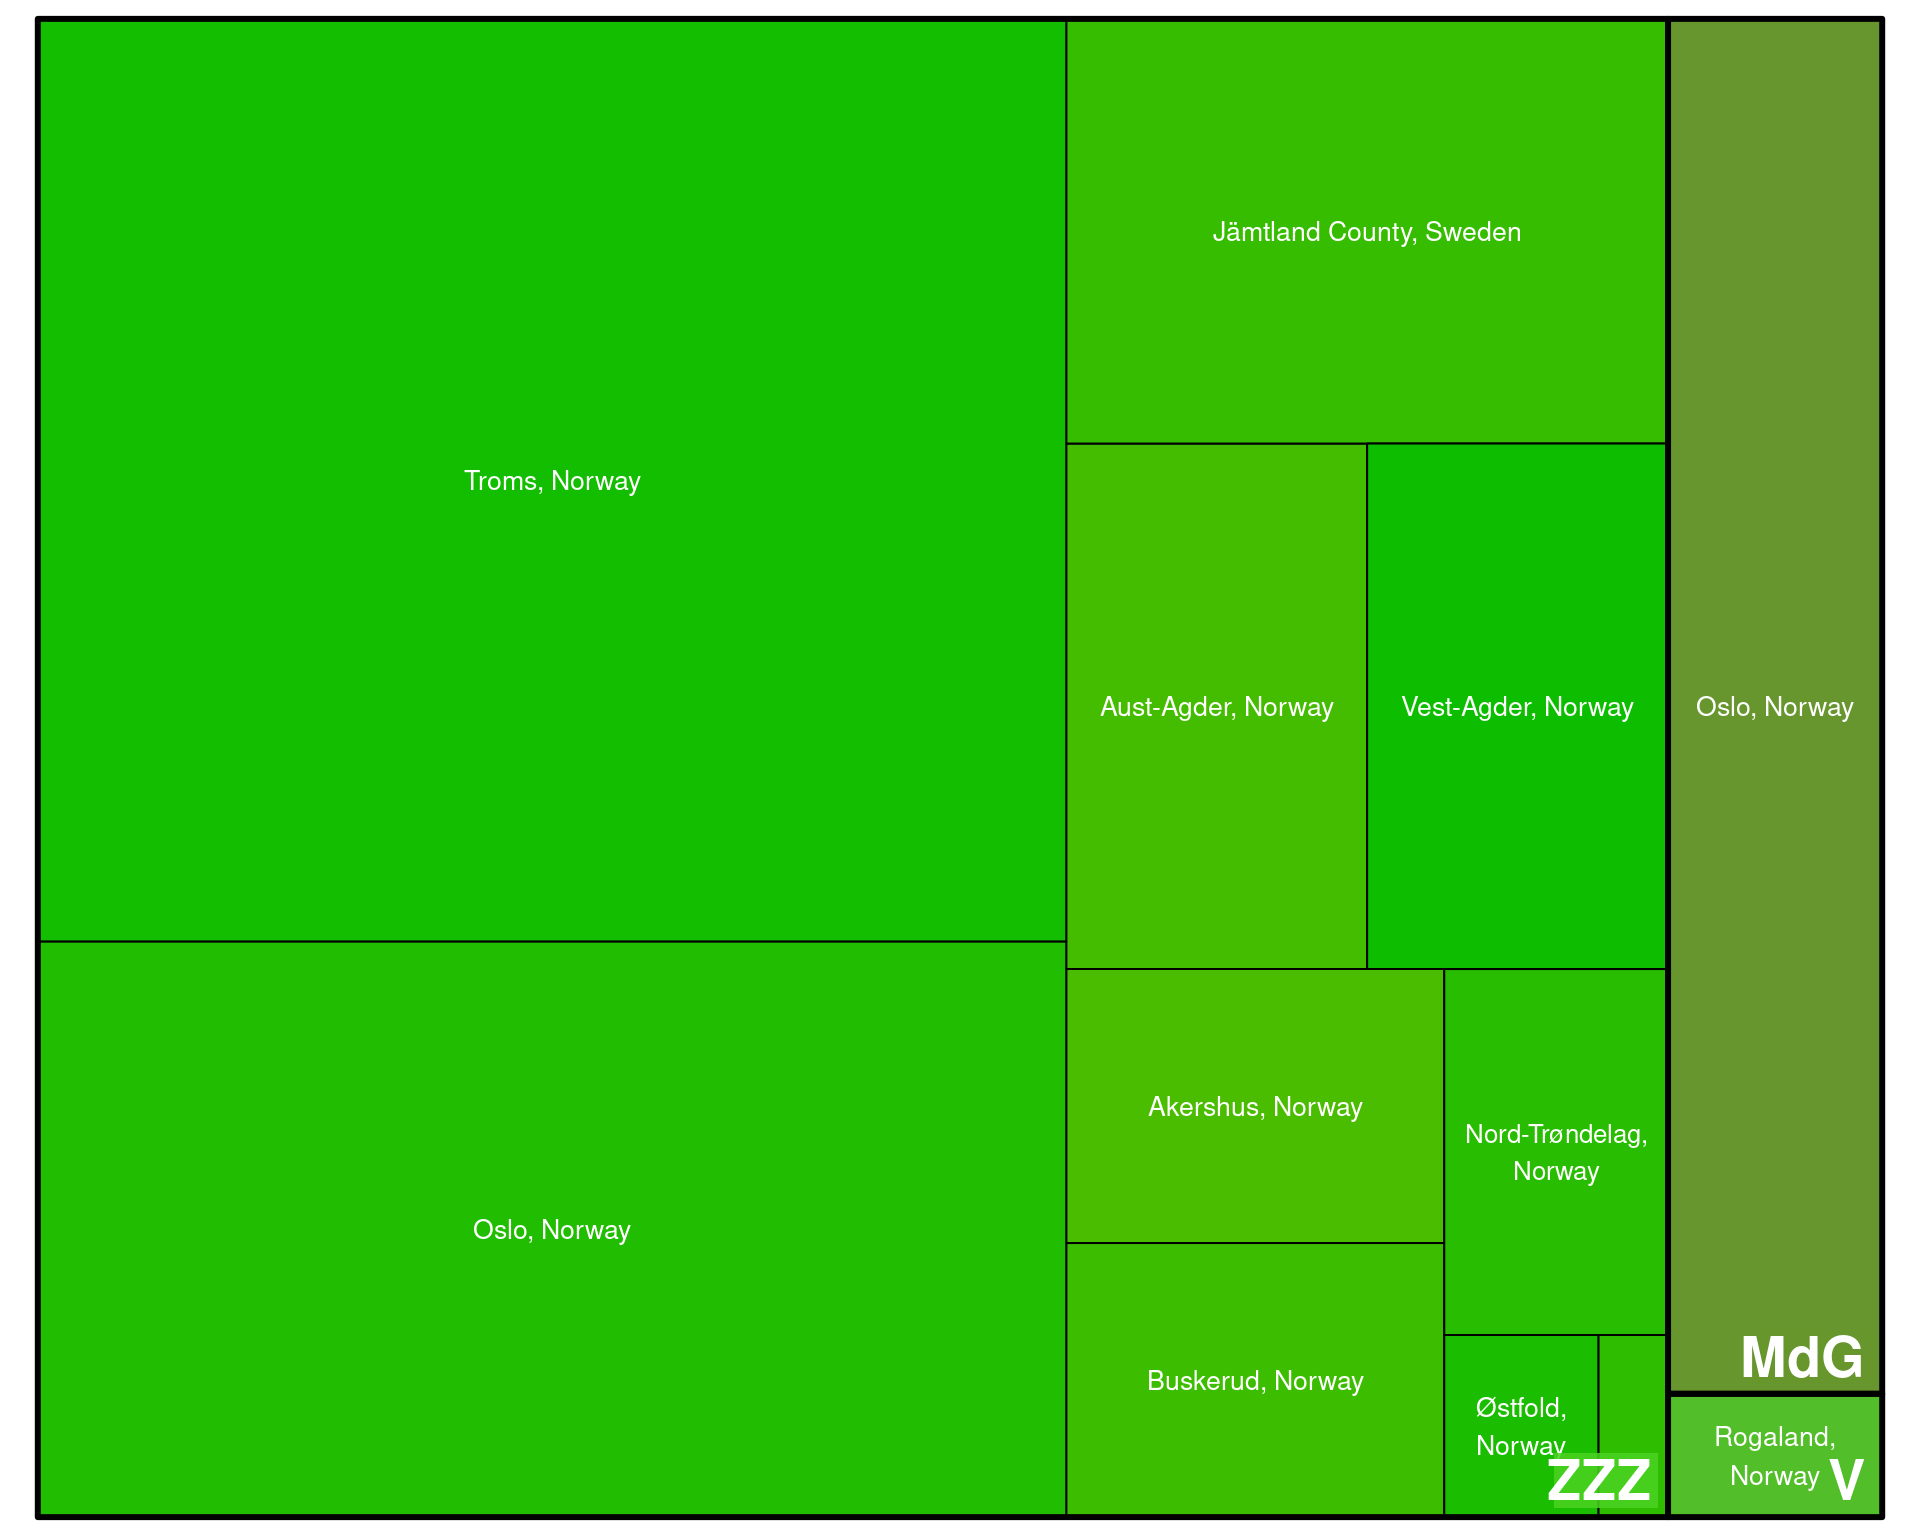 Troms, Norway
Oslo, Norway
Jämtland County, Sweden
Aust-Agder, Norway
Vest-Agder, Norway
Akershus, Norway
Nord-Trøndelag,
Norway
Buskerud, Norway
Østfold,
Norway
ZZZ
Oslo, Norway
MdG
Rogaland,
Norway
V